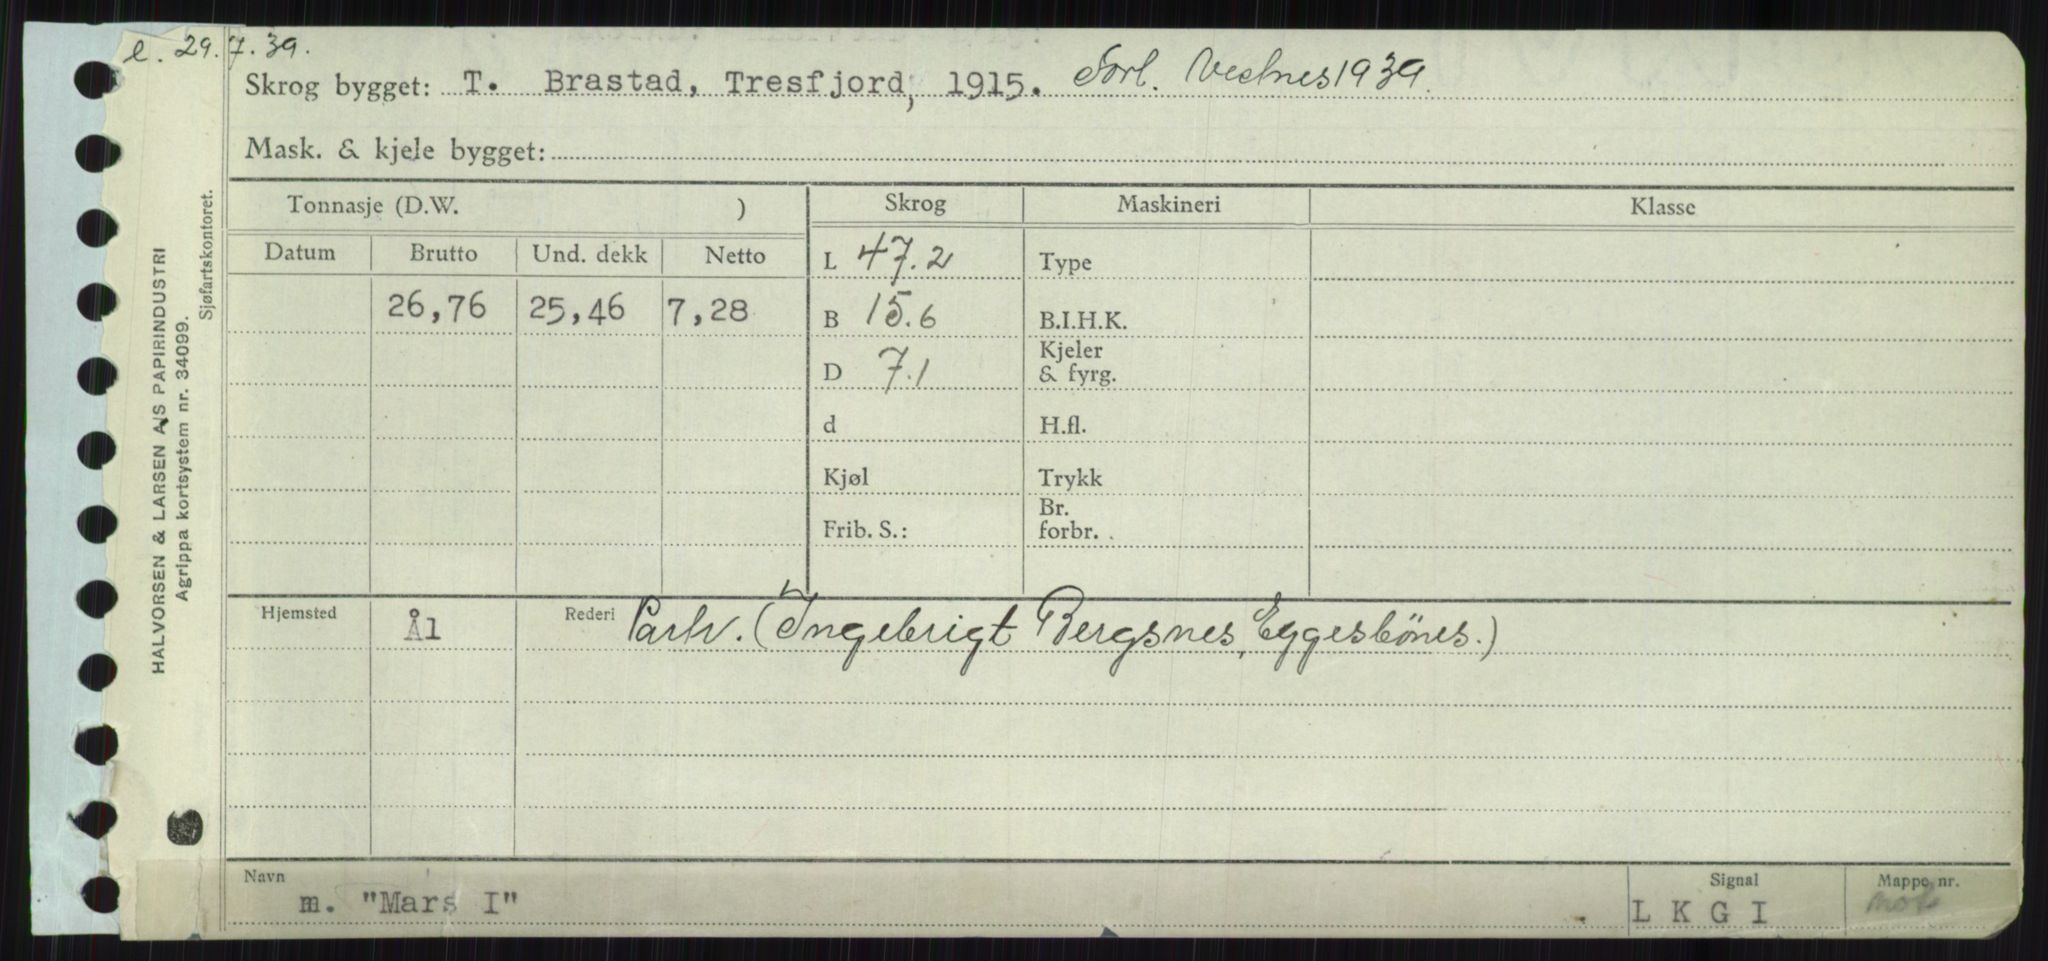 e. 29.7.39.
Skrog bygget: T. Brastad, Tresfjord, 1915. Forl. Vestnes 1939.
Mask. & kjele bygget:
Tonnasje (D.W. ) Skrog Maskineri Klasse
Datum Brutto Und. dekk Netto L 47.2 Type
26,76 25,46 7,28 B 15.6 B.I.H.K.
D 7.1 Kjeler
& fyrg.
d H.fl.
Kjøl Trykk
Br.
Frib. S.: forbr.
Hjemsted Ål Rederi Partr. (Ingebrigt Bergsnes, Eggesbönes.)
Navn Signal Mappe nr.
m. "Mars I" L K G I mot
HALVORSEN & LARSEN A/S PAPIRINDUSTRI
Agrippa kortsystem nr. 34099.
Sjøfartskontoret.